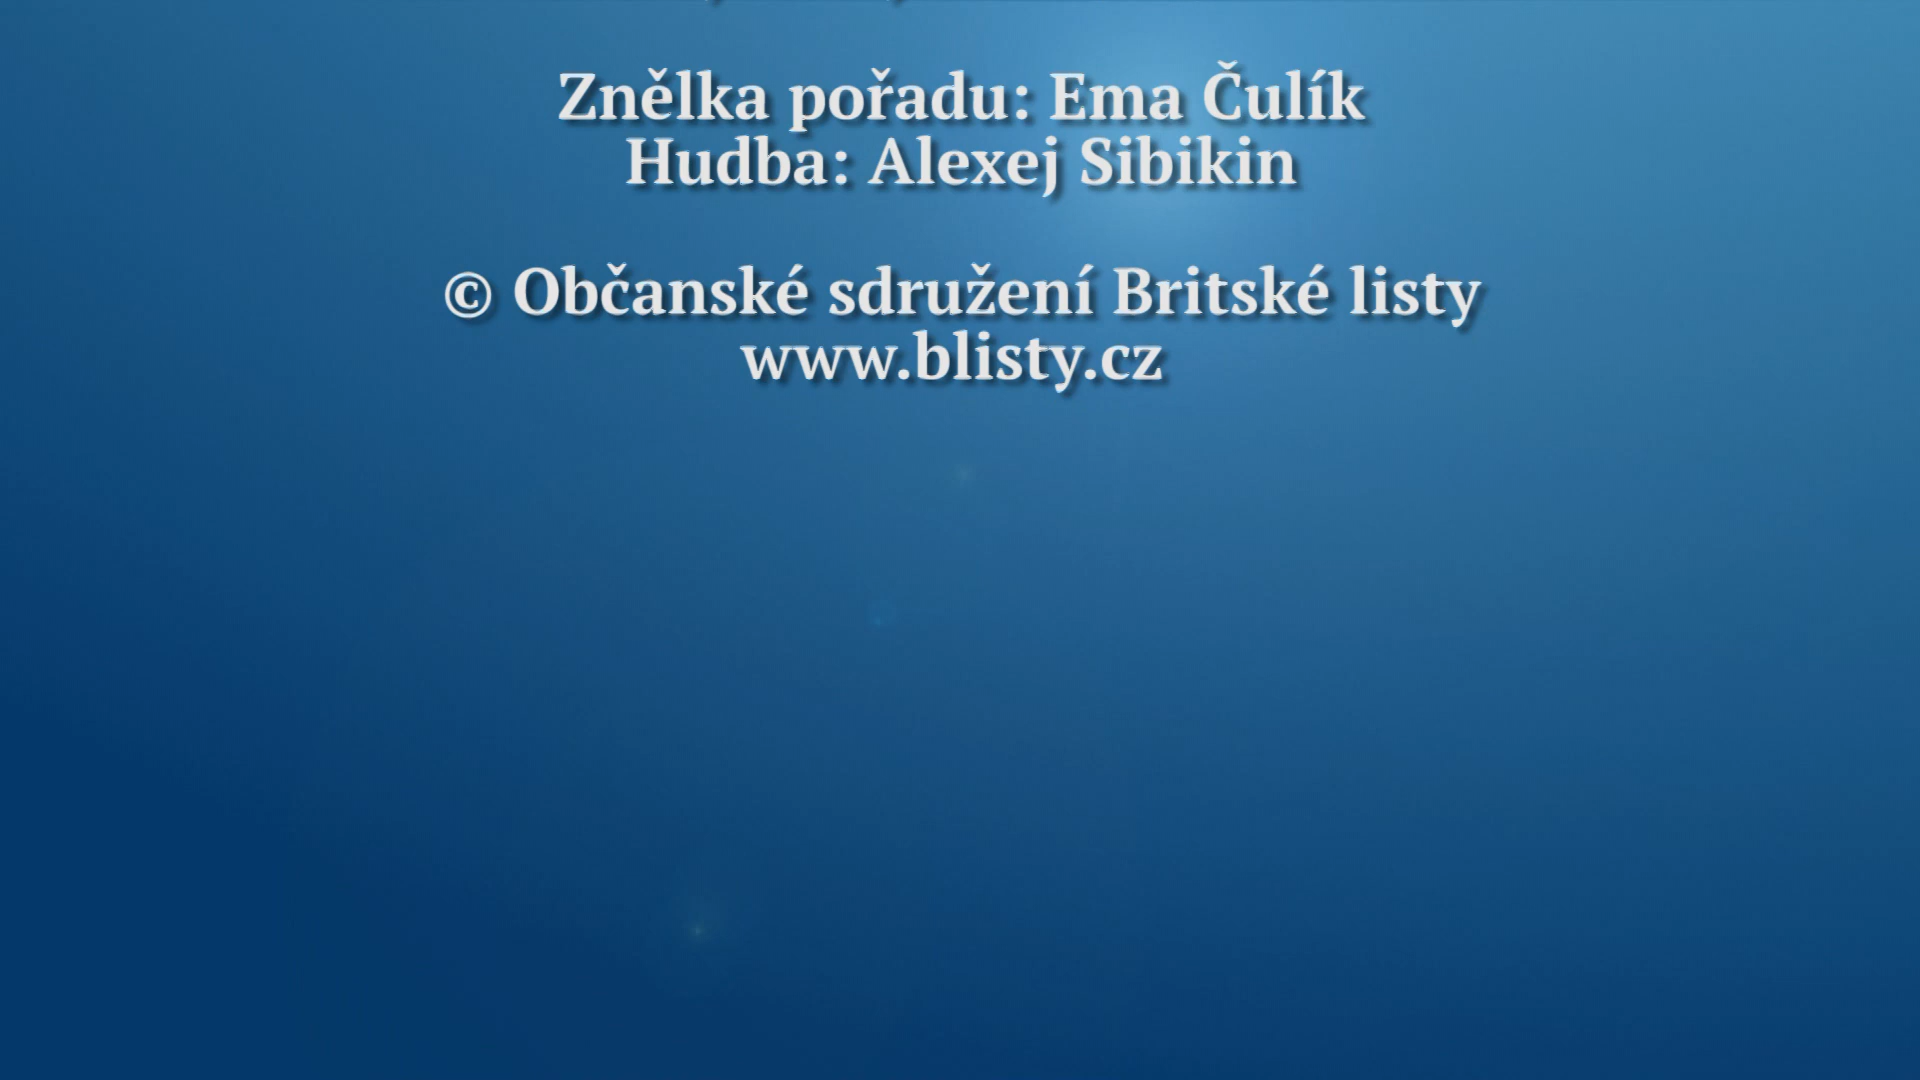 Znělka pořadu: Ema Čulík
Hudba: Alexej Sibikin
© Občanské sdružení Britské listy
www.blisty.cz